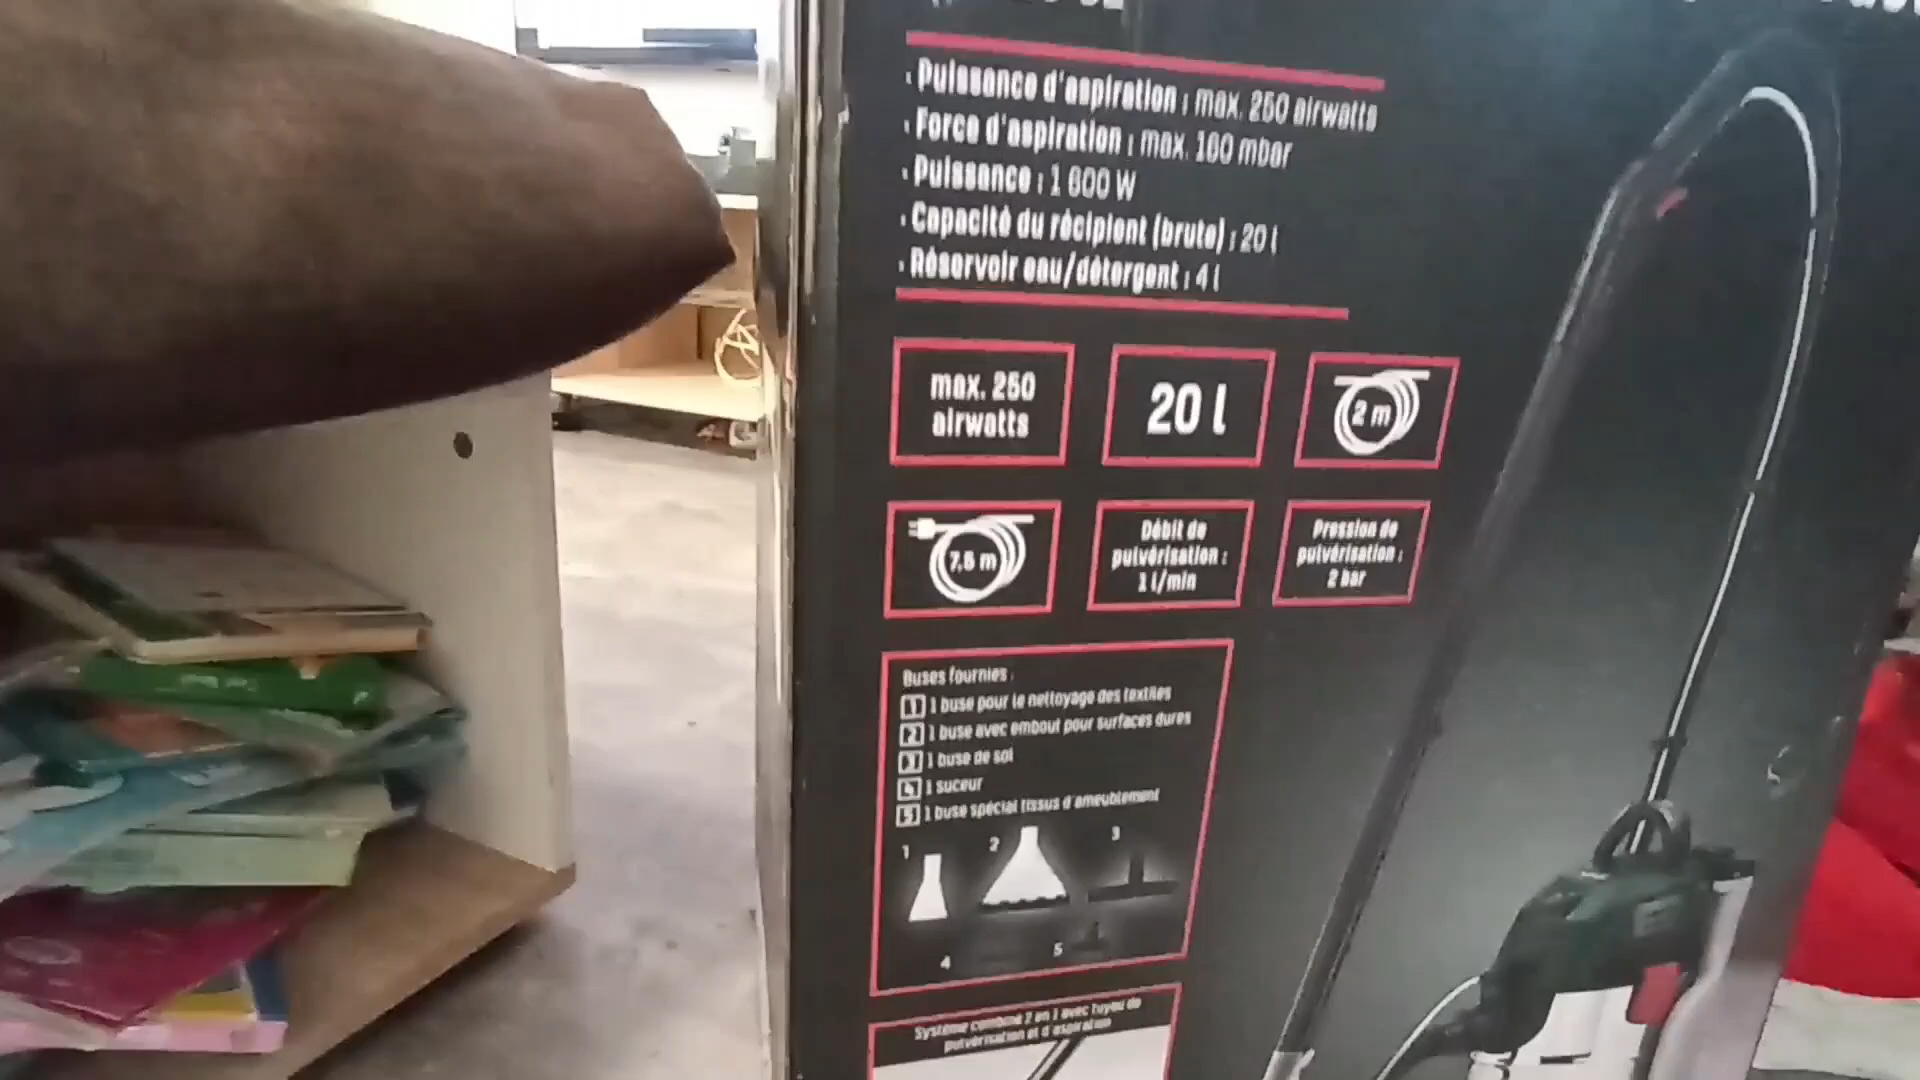 • Puissance d'aspiration : max. 250 airwatts
• Force d'aspiration : max. 160 mbar
• Puissance : 1 600 W
• Capacité du récipient (brute) : 20 l
• Réservoir eau/détergent : 4 l
max. 250
airwatts
20 l
2 m
7,5 m
Débit de
pulvérisation :
1 l/min
Pression de
pulvérisation :
2 bar
Buses fournies :
1 1 buse pour le nettoyage des textiles
2 1 buse avec embout pour surfaces dures
3 1 buse de sol
4 1 suceur
5 1 buse spécial tissus d'ameublement
1
2
3
4
5
Système combiné 2 en 1 avec tuyau de
pulvérisation et d'aspiration